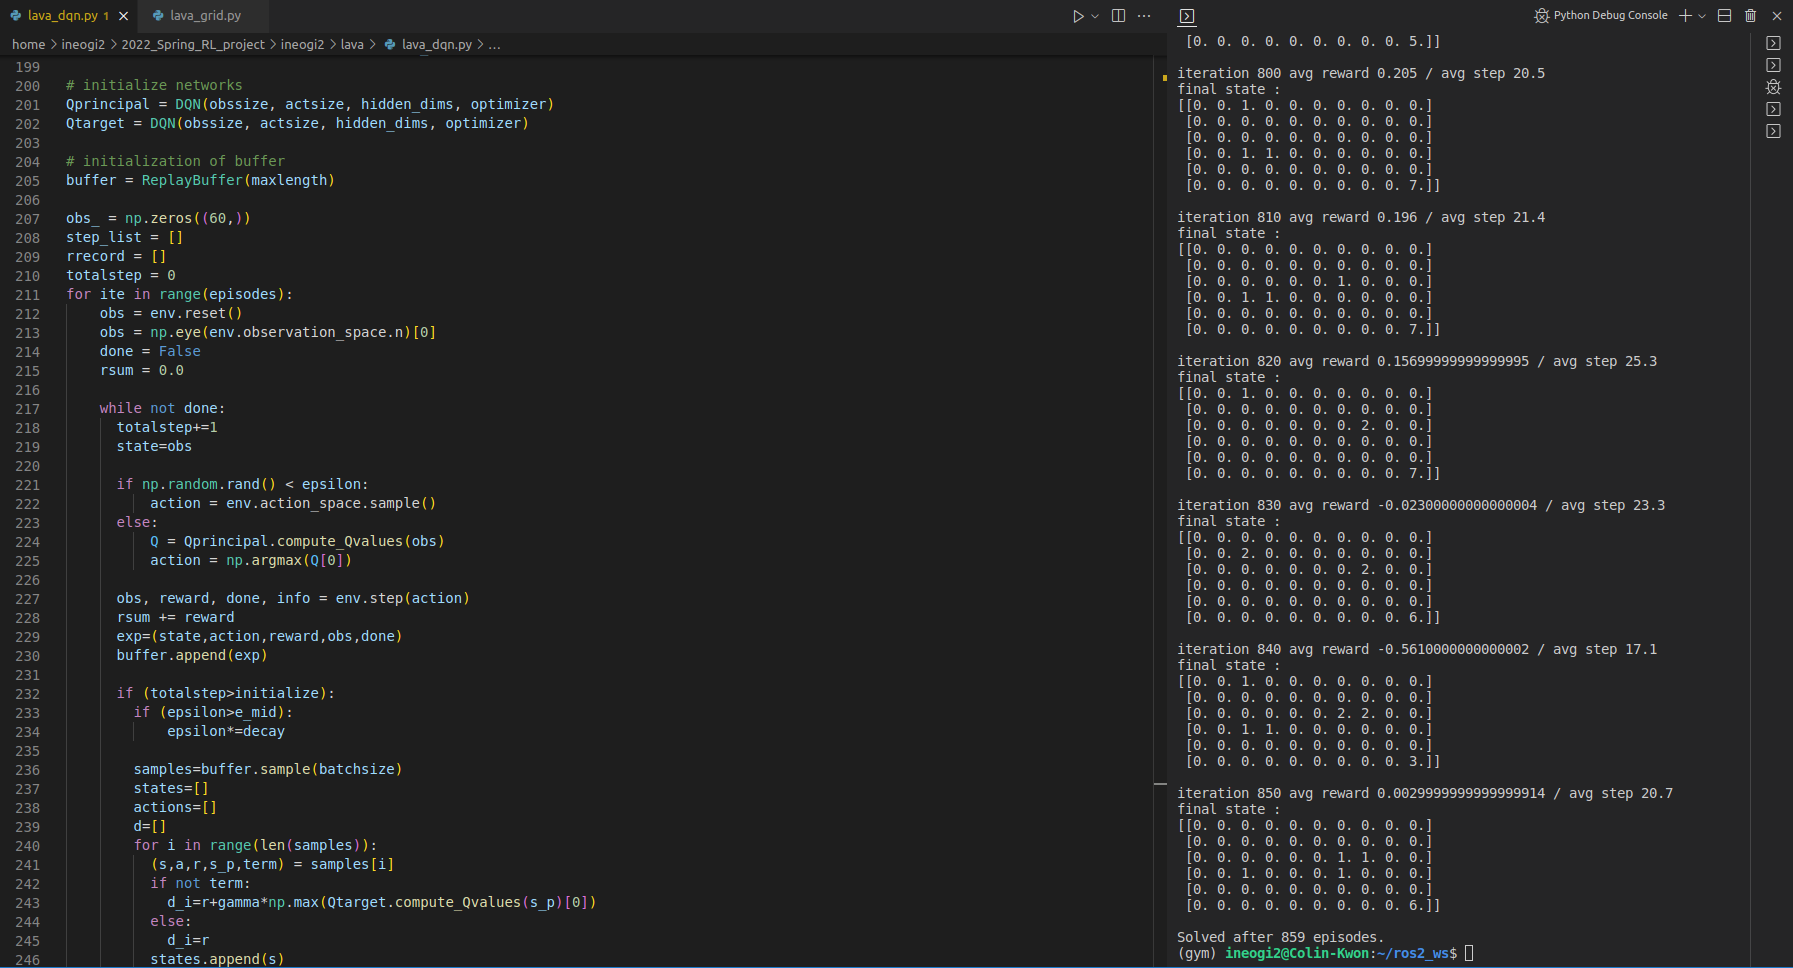 lava_dqn.py 1
lava_grid.py
home > ineogi2 > 2022_Spring_RL_project > ineogi2 > lava > lava_dqn.py > ...
199
200 # initialize networks
201 Qprincipal = DQN(obssize, actsize, hidden_dims, optimizer)
202 Qtarget = DQN(obssize, actsize, hidden_dims, optimizer)
203
204 # initialization of buffer
205 buffer = ReplayBuffer(maxlength)
206
207 obs_ = np.zeros((60,))
208 step_list = []
209 rrecord = []
210 totalstep = 0
211 for ite in range(episodes):
212 obs = env.reset()
213 obs = np.eye(env.observation_space.n)[0]
214 done = False
215 rsum = 0.0
216
217 while not done:
218 totalstep+=1
219 state=obs
220
221 if np.random.rand() < epsilon:
222 action = env.action_space.sample()
223 else:
224 Q = Qprincipal.compute_Qvalues(obs)
225 action = np.argmax(Q[0])
226
227 obs, reward, done, info = env.step(action)
228 rsum += reward
229 exp=(state,action,reward,obs,done)
230 buffer.append(exp)
231
232 if (totalstep>initialize):
233 if (epsilon>e_mid):
234 epsilon*=decay
235
236 samples=buffer.sample(batchsize)
237 states=[]
238 actions=[]
239 d=[]
240 for i in range(len(samples)):
241 (s,a,r,s_p,term) = samples[i]
242 if not term:
243 d_i=r+gamma*np.max(Qtarget.compute_Qvalues(s_p)[0])
244 else:
245 d_i=r
246 states.append(s)
Python Debug Console
[0. 0. 0. 0. 0. 0. 0. 0. 0. 5.]]
iteration 800 avg reward 0.205 / avg step 20.5
final state :
[[0. 0. 1. 0. 0. 0. 0. 0. 0. 0.]
[0. 0. 0. 0. 0. 0. 0. 0. 0. 0.]
[0. 0. 0. 0. 0. 0. 0. 0. 0. 0.]
[0. 0. 1. 1. 0. 0. 0. 0. 0. 0.]
[0. 0. 0. 0. 0. 0. 0. 0. 0. 0.]
[0. 0. 0. 0. 0. 0. 0. 0. 0. 7.]]
iteration 810 avg reward 0.196 / avg step 21.4
final state :
[[0. 0. 0. 0. 0. 0. 0. 0. 0. 0.]
[0. 0. 0. 0. 0. 0. 0. 0. 0. 0.]
[0. 0. 0. 0. 0. 0. 1. 0. 0. 0.]
[0. 0. 1. 1. 0. 0. 0. 0. 0. 0.]
[0. 0. 0. 0. 0. 0. 0. 0. 0. 0.]
[0. 0. 0. 0. 0. 0. 0. 0. 0. 7.]]
iteration 820 avg reward 0.15699999999999995 / avg step 25.3
final state :
[[0. 0. 1. 0. 0. 0. 0. 0. 0. 0.]
[0. 0. 0. 0. 0. 0. 0. 0. 0. 0.]
[0. 0. 0. 0. 0. 0. 0. 2. 0. 0.]
[0. 0. 0. 0. 0. 0. 0. 0. 0. 0.]
[0. 0. 0. 0. 0. 0. 0. 0. 0. 0.]
[0. 0. 0. 0. 0. 0. 0. 0. 0. 7.]]
iteration 830 avg reward -0.02300000000000004 / avg step 23.3
final state :
[[0. 0. 0. 0. 0. 0. 0. 0. 0. 0.]
[0. 0. 2. 0. 0. 0. 0. 0. 0. 0.]
[0. 0. 0. 0. 0. 0. 0. 2. 0. 0.]
[0. 0. 0. 0. 0. 0. 0. 0. 0. 0.]
[0. 0. 0. 0. 0. 0. 0. 0. 0. 0.]
[0. 0. 0. 0. 0. 0. 0. 0. 0. 6.]]
iteration 840 avg reward -0.5610000000000002 / avg step 17.1
final state :
[[0. 0. 1. 0. 0. 0. 0. 0. 0. 0.]
[0. 0. 0. 0. 0. 0. 0. 0. 0. 0.]
[0. 0. 0. 0. 0. 0. 2. 2. 0. 0.]
[0. 0. 1. 1. 0. 0. 0. 0. 0. 0.]
[0. 0. 0. 0. 0. 0. 0. 0. 0. 0.]
[0. 0. 0. 0. 0. 0. 0. 0. 0. 3.]]
iteration 850 avg reward 0.0029999999999999914 / avg step 20.7
final state :
[[0. 0. 0. 0. 0. 0. 0. 0. 0. 0.]
[0. 0. 0. 0. 0. 0. 0. 0. 0. 0.]
[0. 0. 0. 0. 0. 0. 1. 1. 0. 0.]
[0. 0. 1. 0. 0. 0. 1. 0. 0. 0.]
[0. 0. 0. 0. 0. 0. 0. 0. 0. 0.]
[0. 0. 0. 0. 0. 0. 0. 0. 0. 6.]]
Solved after 859 episodes.
(gym) ineogi2@Colin-Kwon:~/ros2_ws$